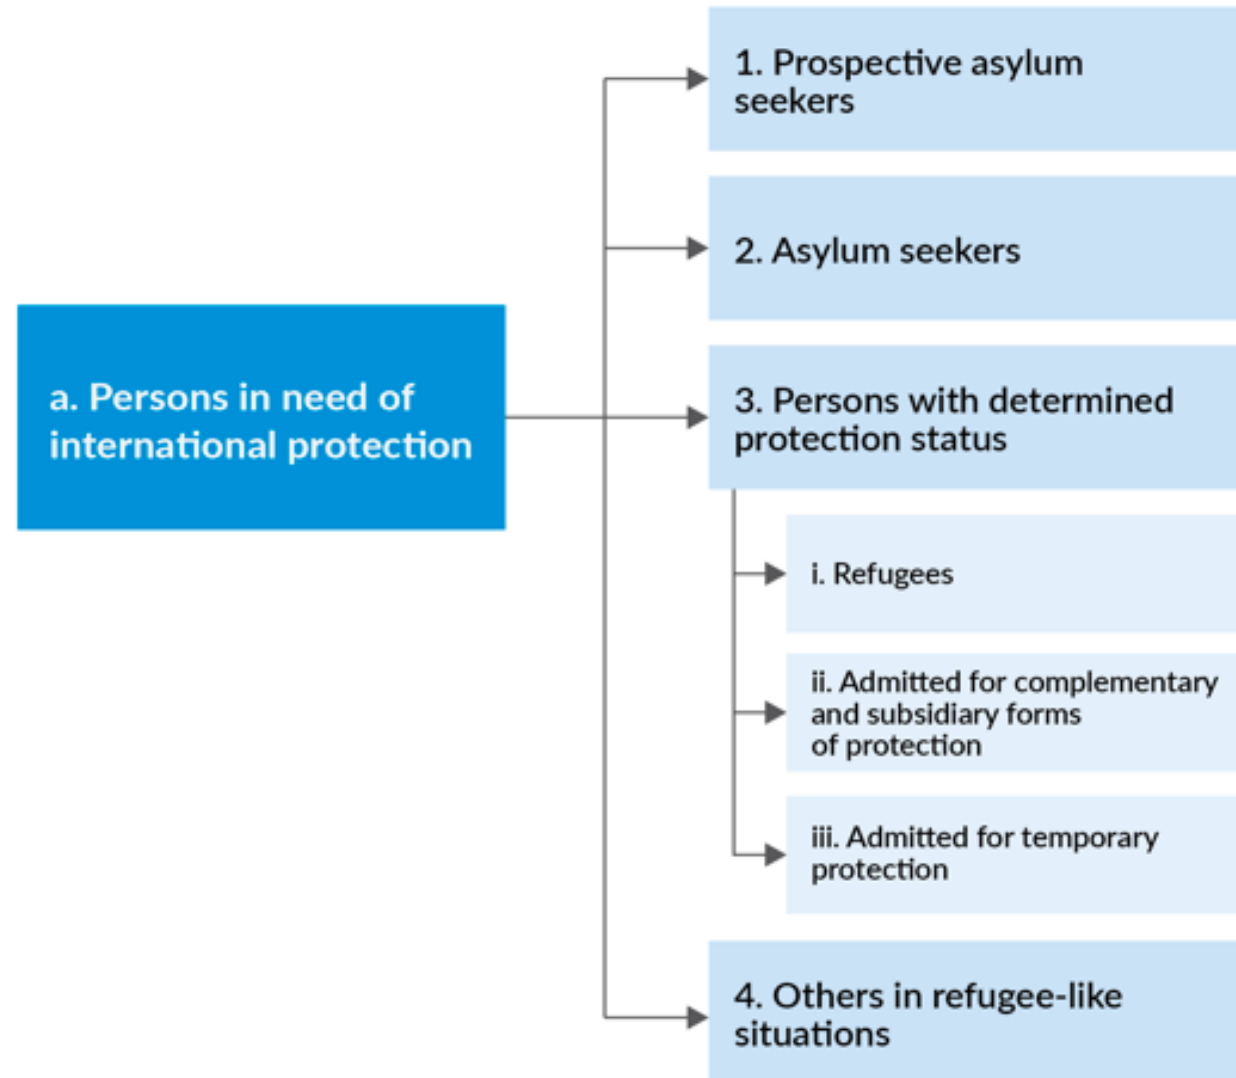 1. Prospective asylum
seekers
2. Asylum seekers
a. Persons in need of
international protection
3. Persons with determined
protection status
i. Refugees
ii. Admitted for complementary
and subsidiary forms
of protection
iii. Admitted for temporary
protection
4. Others in refugee-like
situations